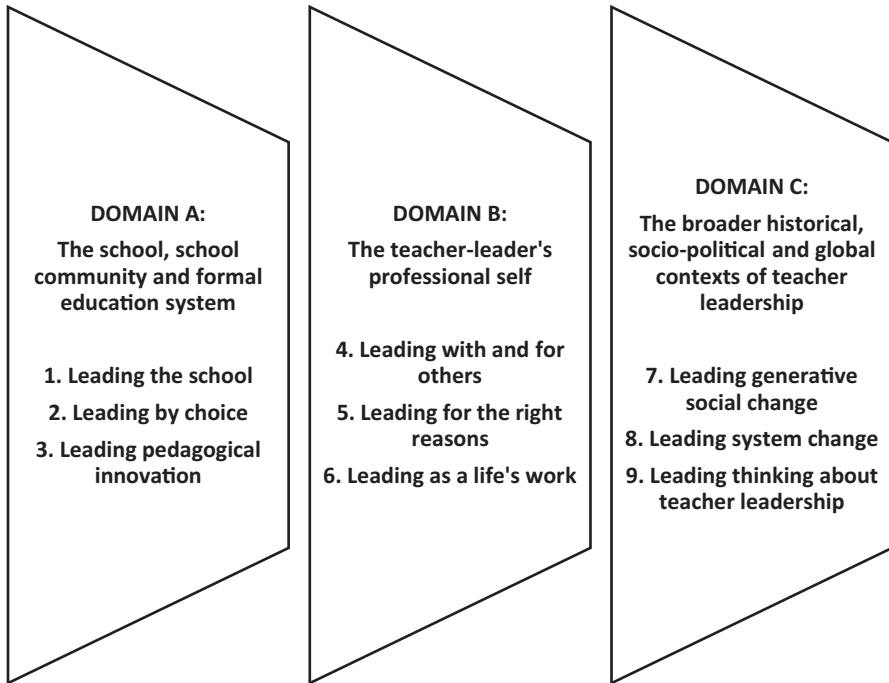 DOMAIN A:
The school, school
community and formal
education system
1. Leading the school
2. Leading by choice
3. Leading pedagogical
innovation
DOMAIN B:
The teacher-leader's
professional self
4. Leading with and for
others
5. Leading for the right
reasons
6. Leading as a life's work
DOMAIN C:
The broader historical,
socio-political and global
contexts of teacher
leadership
7. Leading generative
social change
8. Leading system change
9. Leading thinking about
teacher leadership